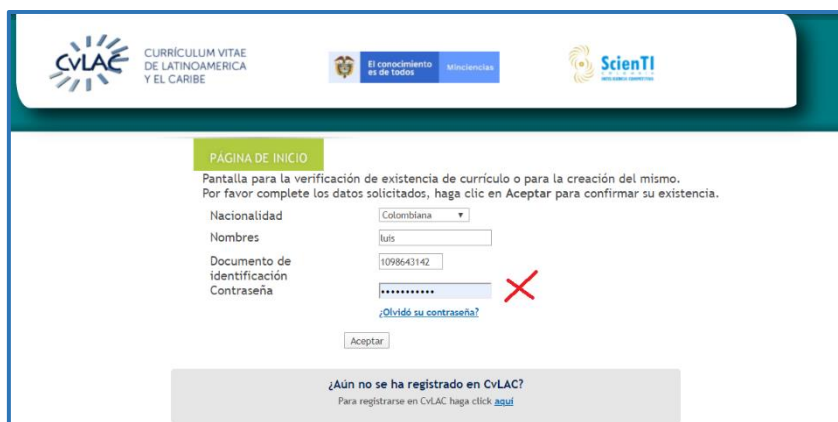 CvLAC
CURRÍCULUM VITAE
DE LATINOAMERICA
Y EL CARIBE
El conocimiento
es de todos
Minciencias
ScienTI
COLOMBIA
PÁGINA DE INICIO
Pantalla para la verificación de existencia de currículo o para la creación del mismo.
Por favor complete los datos solicitados, haga clic en Aceptar para confirmar su existencia.
Nacionalidad Colombiana
Nombres luis
Documento de 1098643142
identificación
Contraseña •••••••••••
¿Olvidó su contraseña?
Aceptar
¿Aún no se ha registrado en CvLAC?
Para registrarse en CvLAC haga click aquí